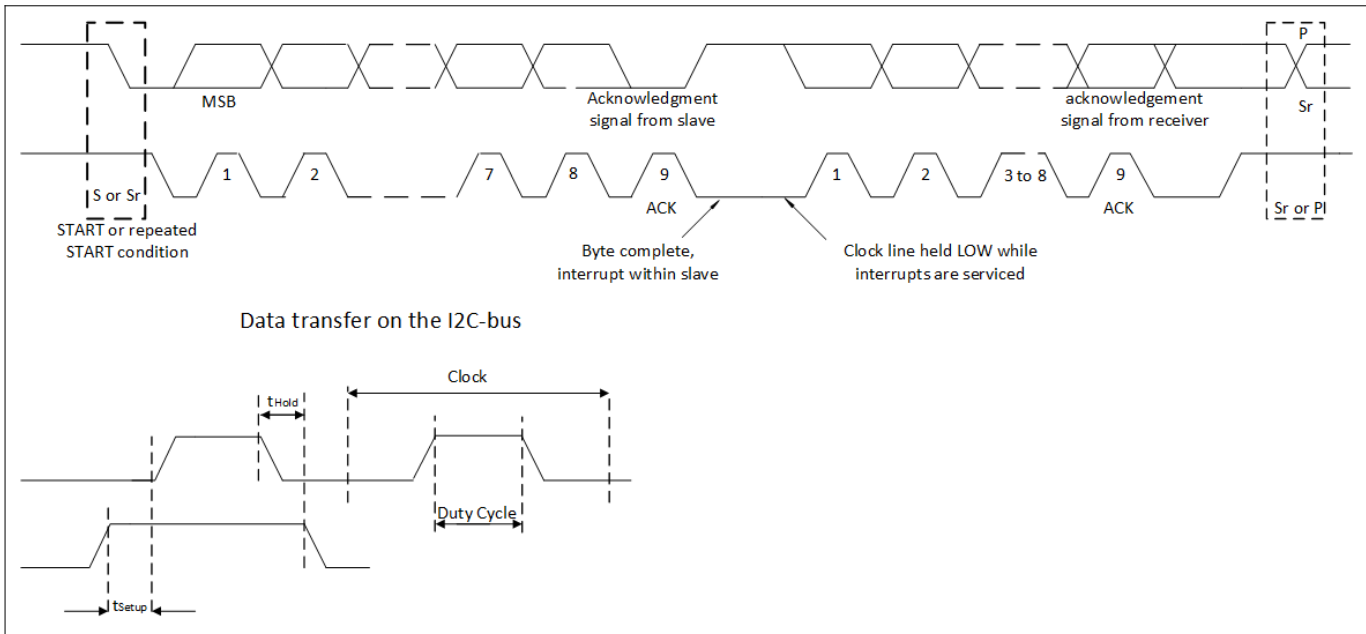 P
MSB
Acknowledgment
signal from slave
acknowledgement
signal from receiver
Sr
1
2
7
8
9
1
2
3 to 8
9
S or Sr
ACK
ACK
Sr or Pl
START or repeated
START condition
Byte complete,
interrupt within slave
Clock line held LOW while
interrupts are serviced
Data transfer on the I2C-bus
Clock
tHold
Duty Cycle
tSetup